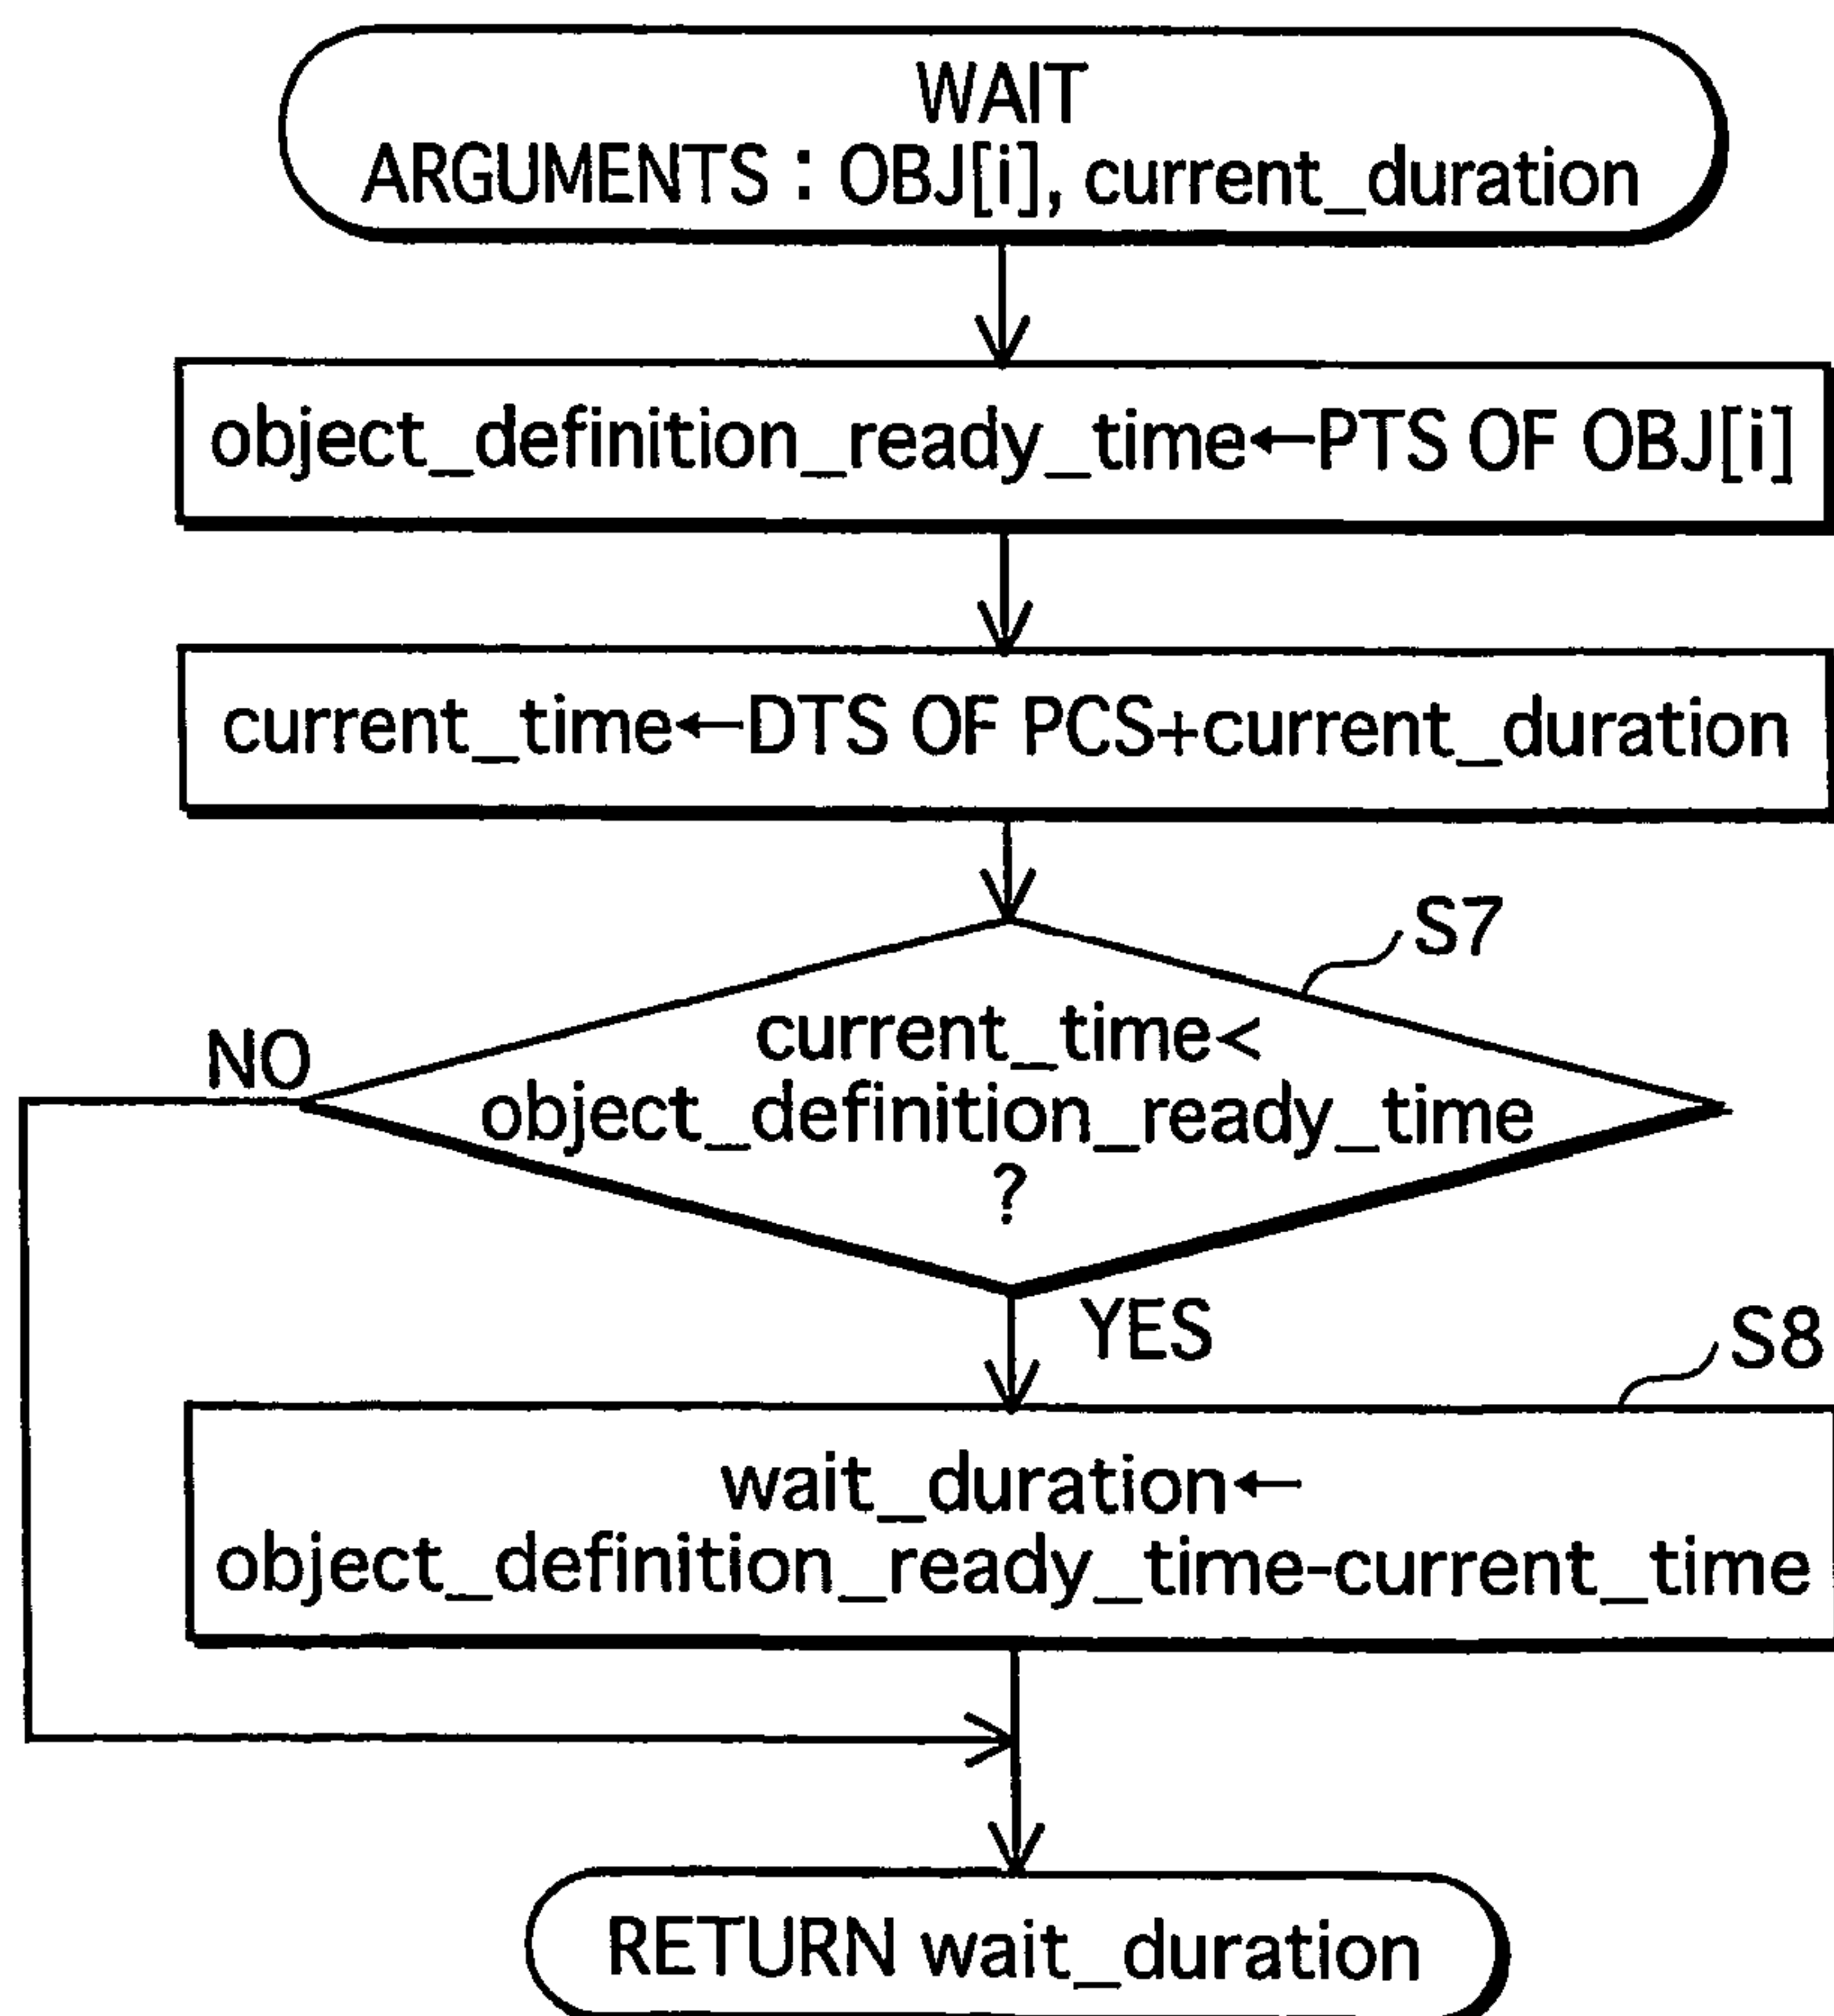 WAIT
ARGUMENTS : OBJ[i], current_duration
object_definition_ready_time←PTS OF OBJ[i]
current_time←DTS OF PCS+current_duration
S7
current_time<
NO
object_definition_ready_time
?
YES
S8
wait_duration←
object_definition_ready_time-current_time
RETURN wait_duration